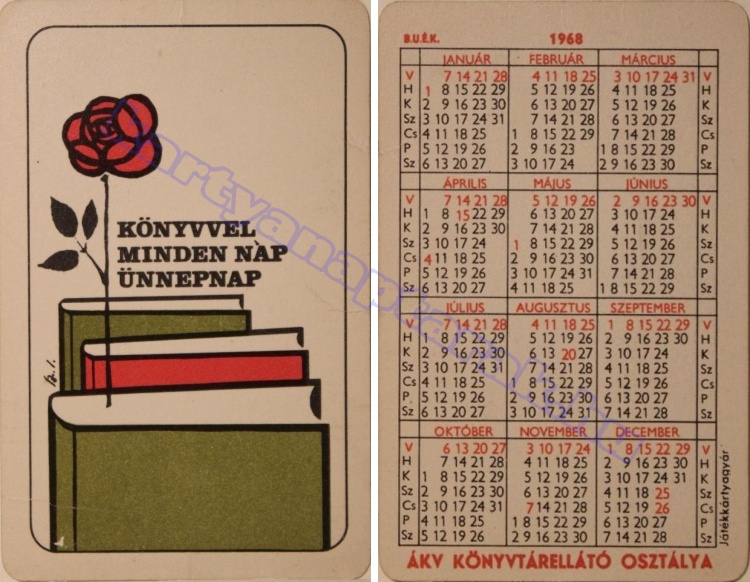 KÖNYVVEL
MINDEN NAP
ÜNNEPNAP
B.U.É.K. 1968
JANUÁR FEBRUÁR MÁRCIUS
V 7 14 21 28 4 11 18 25 3 10 17 24 31 V
H 1 8 15 22 29 5 12 19 26 4 11 18 25 H
K 2 9 16 23 30 6 13 20 27 5 12 19 26 K
Sz 3 10 17 24 31 7 14 21 28 6 13 20 27 Sz
Cs 4 11 18 25 1 8 15 22 29 7 14 21 28 Cs
P 5 12 19 26 2 9 16 23 1 8 15 22 29 P
Sz 6 13 20 27 3 10 17 24 2 9 16 23 30 Sz
ÁPRILIS MÁJUS JÚNIUS
V 7 14 21 28 5 12 19 26 2 9 16 23 30 V
H 1 8 15 22 29 6 13 20 27 3 10 17 24 H
K 2 9 16 23 30 7 14 21 28 4 11 18 25 K
Sz 3 10 17 24 1 8 15 22 29 5 12 19 26 Sz
Cs 4 11 18 25 2 9 16 23 30 6 13 20 27 Cs
P 5 12 19 26 3 10 17 24 31 7 14 21 28 P
Sz 6 13 20 27 4 11 18 25 1 8 15 22 29 Sz
JÚLIUS AUGUSZTUS SZEPTEMBER
V 7 14 21 28 4 11 18 25 1 8 15 22 29 V
H 1 8 15 22 29 5 12 19 26 2 9 16 23 30 H
K 2 9 16 23 30 6 13 20 27 3 10 17 24 K
Sz 3 10 17 24 31 7 14 21 28 4 11 18 25 Sz
Cs 4 11 18 25 1 8 15 22 29 5 12 19 26 Cs
P 5 12 19 26 2 9 16 23 30 6 13 20 27 P
Sz 6 13 20 27 3 10 17 24 31 7 14 21 28 Sz
OKTÓBER NOVEMBER DECEMBER
V 6 13 20 27 3 10 17 24 1 8 15 22 29 V
H 7 14 21 28 4 11 18 25 2 9 16 23 30 H
K 1 8 15 22 29 5 12 19 26 3 10 17 24 31 K
Sz 2 9 16 23 30 6 13 20 27 4 11 18 25 Sz
Cs 3 10 17 24 31 7 14 21 28 5 12 19 26 Cs
P 4 11 18 25 1 8 15 22 29 6 13 20 27 P
Sz 5 12 19 26 2 9 16 23 30 7 14 21 28 Sz
Játékkártyagyár
ÁKV KÖNYVTÁRELLÁTÓ OSZTÁLYA